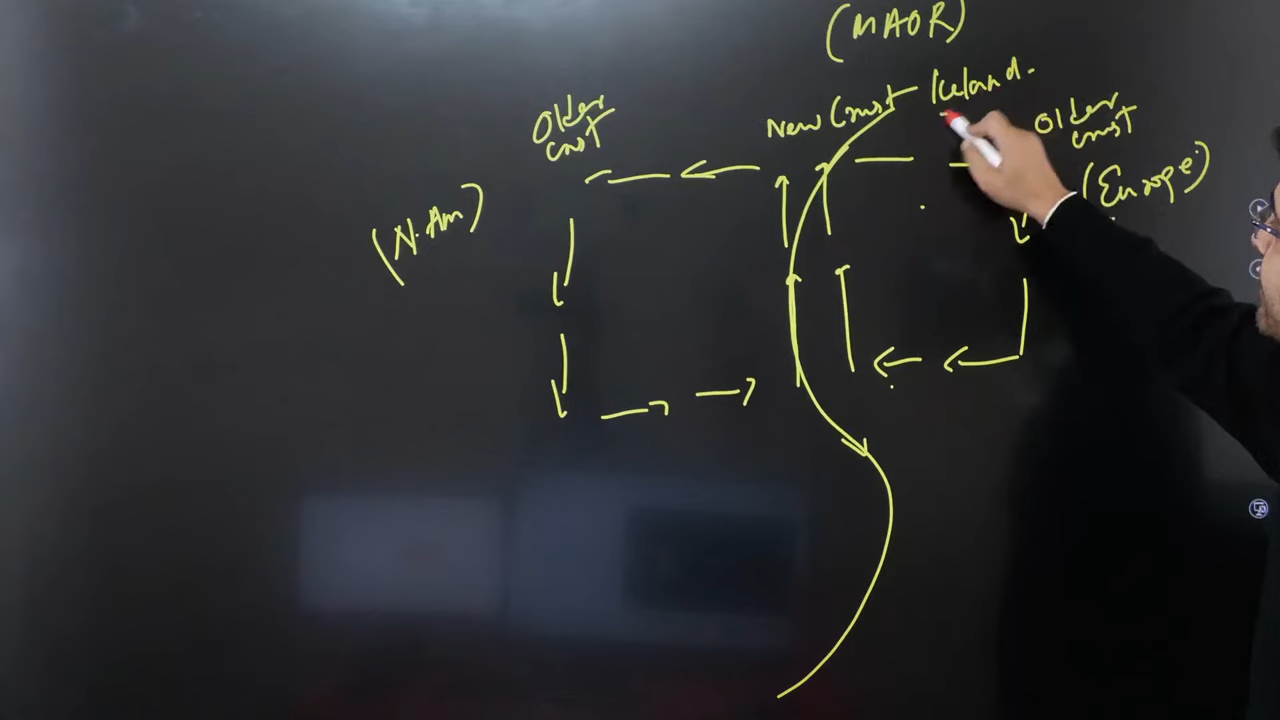 (MAOR)
Older
crust
New Crust
Iceland.
Older
crust
(N.Am)
(Europe)